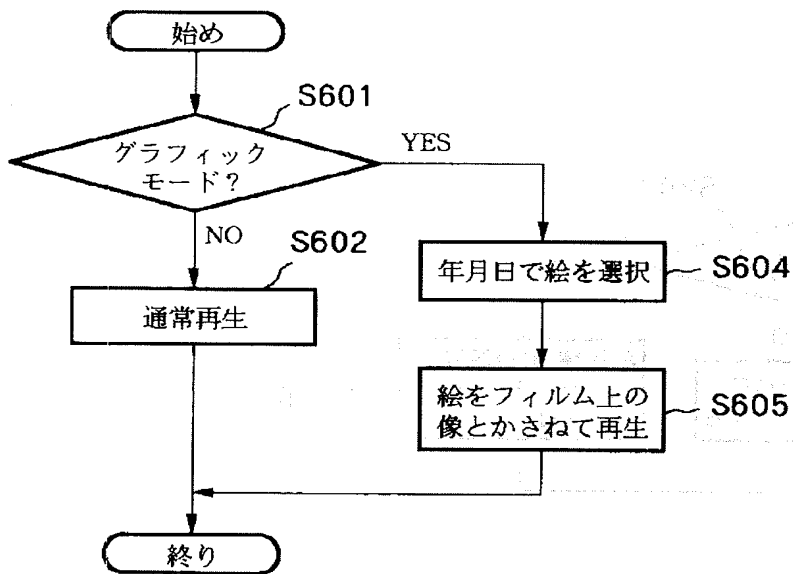 始め
S601
グラフィック
モード?
YES
NO
S602
通常再生
年月日で絵を選択
S604
絵をフィルム上の
像とかさねて再生
S605
終り